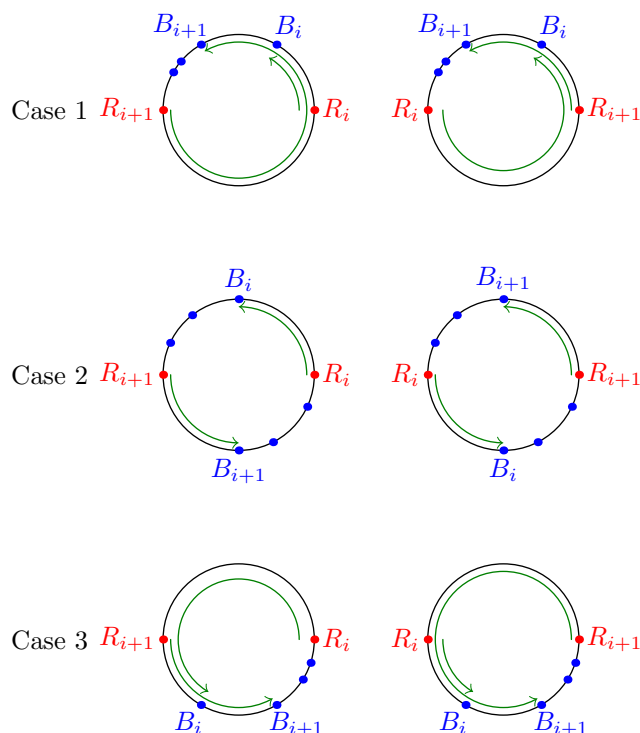 B_{i+1} B_i B_{i+1} B_i
Case 1 R_{i+1} R_i R_i R_{i+1}
B_i B_{i+1}
Case 2 R_{i+1} R_i R_i R_{i+1}
B_{i+1} B_i
Case 3 R_{i+1} R_i R_i R_{i+1}
B_i B_{i+1} B_i B_{i+1}